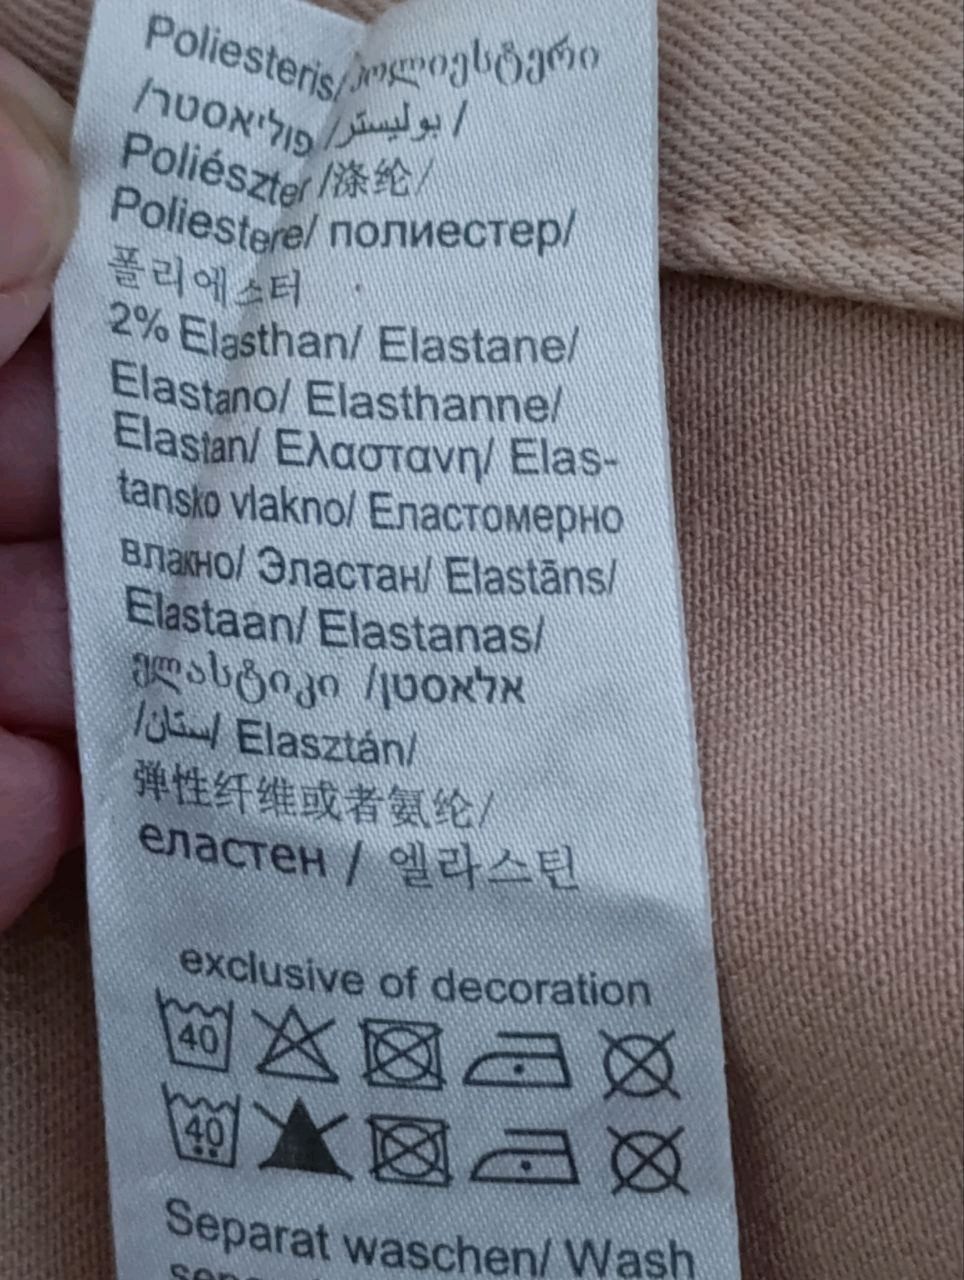 Poliesteris/პოლიესტერი
/פוליאסטר/ بوليستر /
Poliészter /涤纶/
Poliestere/ полиестер/
폴리에스터
2% Elasthan/ Elastane/
Elastano/ Elasthanne/
Elastan/ Ελαστανη/ Elas-
tansko vlakno/ Еластомерно
влакно/ Эластан/ Elastāns/
Elastaan/ Elastanas/
ელასტიკი /אלאסטן
/ستان/ Elasztán/
弹性纤维或者氨纶/
еластен / 엘라스틴
exclusive of decoration
40
40
Separat waschen/ Wash